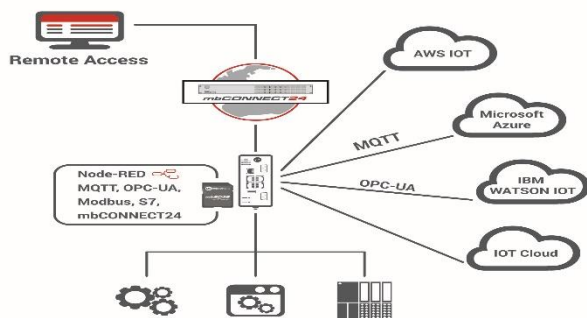 Remote Access
mbCONNECT24
AWS IOT
Microsoft
Azure
MQTT
OPC-UA
IBM
WATSON IOT
IOT Cloud
Node-RED
MQTT, OPC-UA,
Modbus, S7,
mbCONNECT24